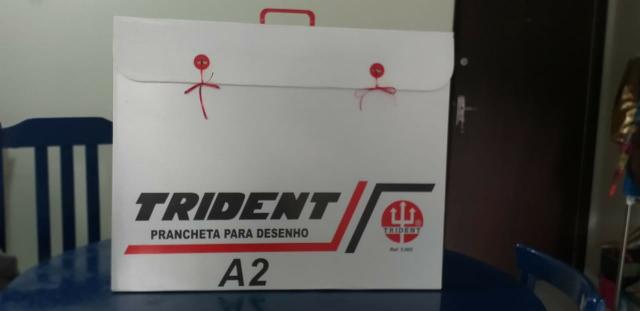 TRIDENT
PRANCHETA PARA DESENHO
A2
TRIDENT